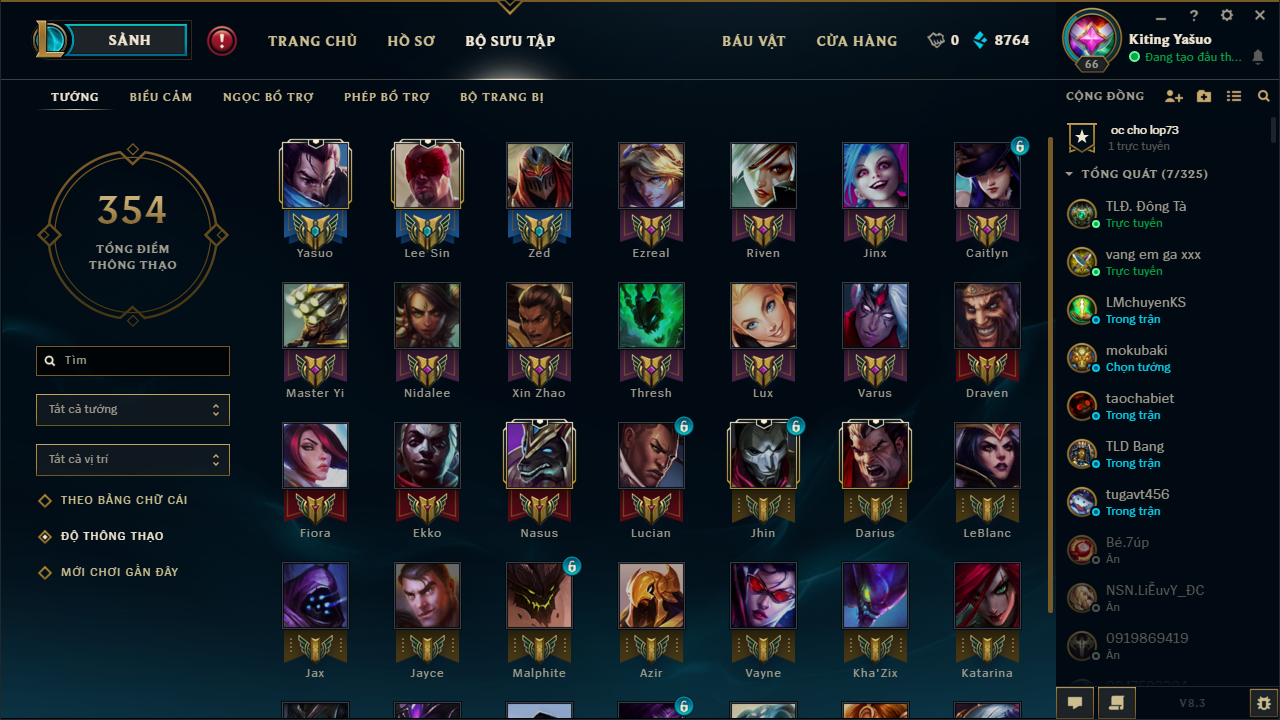 SẢNH
TRANG CHỦ
HỒ SƠ
BỘ SƯU TẬP
BÁU VẬT
CỬA HÀNG
0
8764
66
Kiting Yašuo
Đang tạo đấu th...
TƯỚNG
BIỂU CẢM
NGỌC BỔ TRỢ
PHÉP BỔ TRỢ
BỘ TRANG BỊ
354
TỔNG ĐIỂM
THÔNG THẠO
Tìm
Tất cả tướng
Tất cả vị trí
THEO BẢNG CHỮ CÁI
ĐỘ THÔNG THẠO
MỚI CHƠI GẦN ĐÂY
6
Yasuo
Lee Sin
Zed
Ezreal
Riven
Jinx
Caitlyn
Master Yi
Nidalee
Xin Zhao
Thresh
Lux
Varus
Draven
6
6
Fiora
Ekko
Nasus
Lucian
Jhin
Darius
LeBlanc
6
Jax
Jayce
Malphite
Azir
Vayne
Kha'Zix
Katarina
6
CỘNG ĐỒNG
oc cho lop73
1 trực tuyến
TỔNG QUÁT (7/325)
TLĐ. Đông Tà
Trực tuyến
vang em ga xxx
Trực tuyến
LMchuyenKS
Trong trận
mokubaki
Chọn tướng
taochabiet
Trong trận
TLD Bang
Trong trận
tugavt456
Trong trận
Bé.7úp
Ẩn
NSN.LiỄuvY_ĐC
Ẩn
0919869419
Ẩn
V8.3